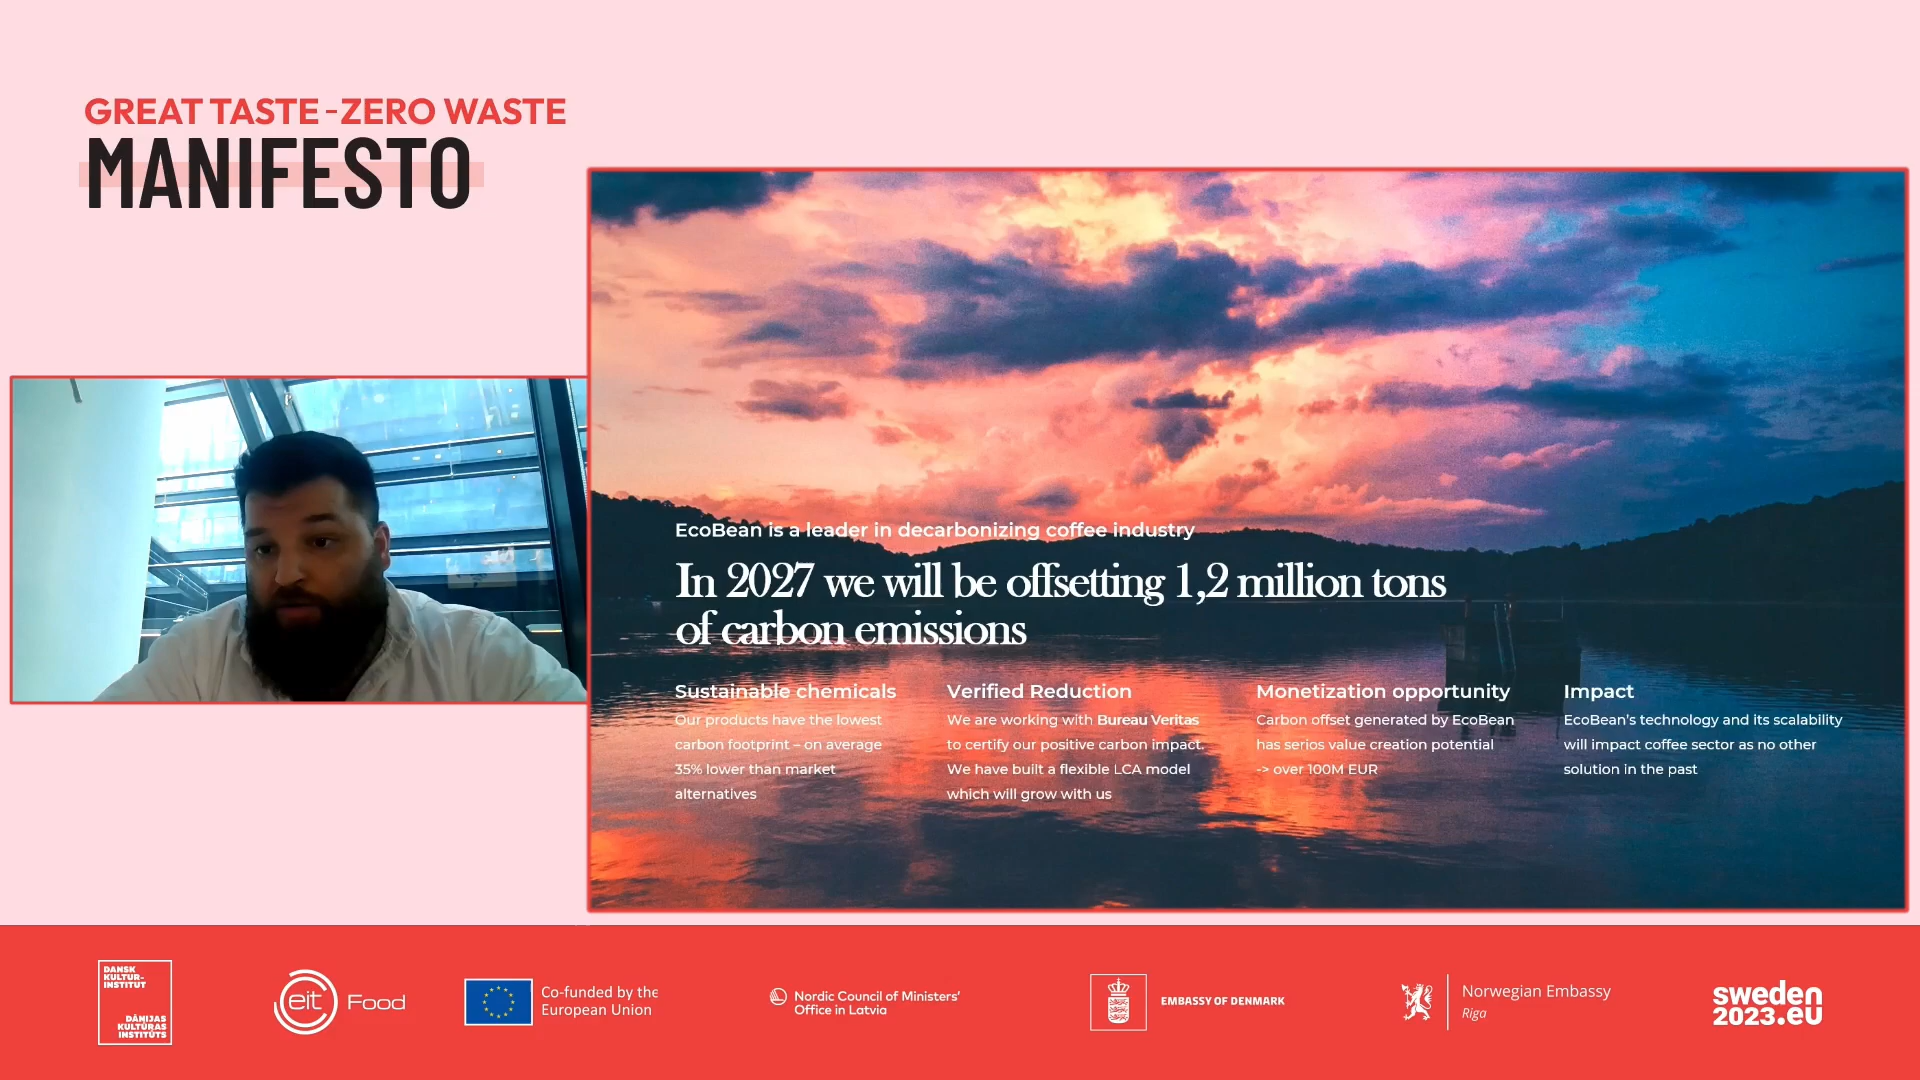 GREAT TASTE - ZERO WASTE
MANIFESTO
EcoBean is a leader in decarbonizing coffee industry
In 2027 we will be offsetting 1,2 million tons
of carbon emissions
Sustainable chemicals
Our products have the lowest
carbon footprint – on average
35% lower than market
alternatives
Verified Reduction
We are working with Bureau Veritas
to certify our positive carbon impact.
We have built a flexible LCA model
which will grow with us
Monetization opportunity
Carbon offset generated by EcoBean
has serios value creation potential
-> over 100M EUR
Impact
EcoBean's technology and its scalability
will impact coffee sector as no other
solution in the past
DANSK
KULTUR-
INSTITUT
DĀNIJAS
KULTŪRAS
INSTITŪTS
eit Food
Co-funded by the
European Union
Nordic Council of Ministers'
Office in Latvia
EMBASSY OF DENMARK
Norwegian Embassy
Riga
sweden
2023.eu